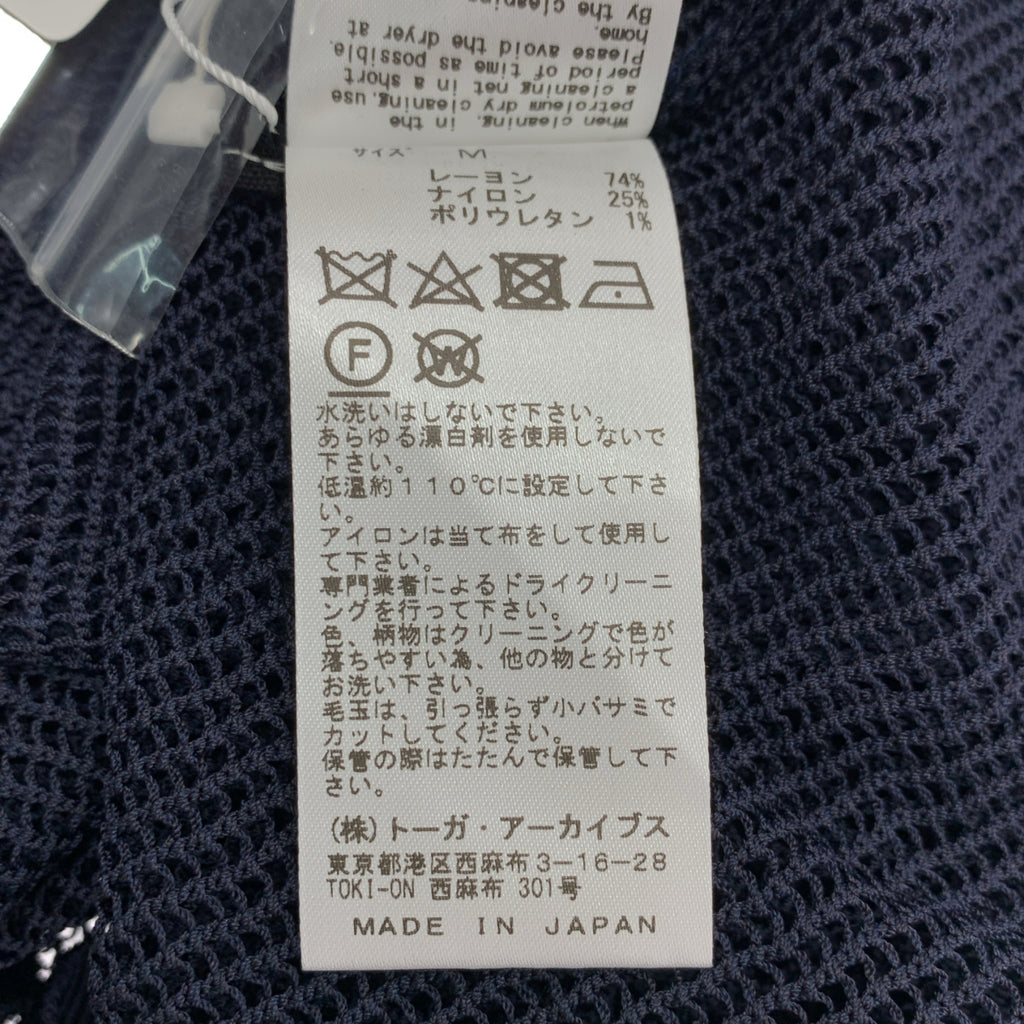 When cleaning, in the
petroleum dry cleaning, use
a cleaning net in a short
period of time as possible.
Please avoid the dryer at
home.
By the cleaning
サイズ: M
レーヨン 74%
ナイロン 25%
ポリウレタン 1%
F W
水洗いはしないで下さい。
あらゆる漂白剤を使用しないで
下さい。
低温約110℃に設定して下さ
い。
アイロンは当て布をして使用し
て下さい。
専門業者によるドライクリーニ
ングを行って下さい。
色、柄物はクリーニングで色が
落ちやすい為、他の物と分けて
お洗い下さい。
毛玉は、引っ張らず小バサミで
カットしてください。
保管の際はたたんで保管して下
さい。
(株)トーガ・アーカイブス
東京都港区西麻布3-16-28
TOKI-ON 西麻布 301号
MADE IN JAPAN